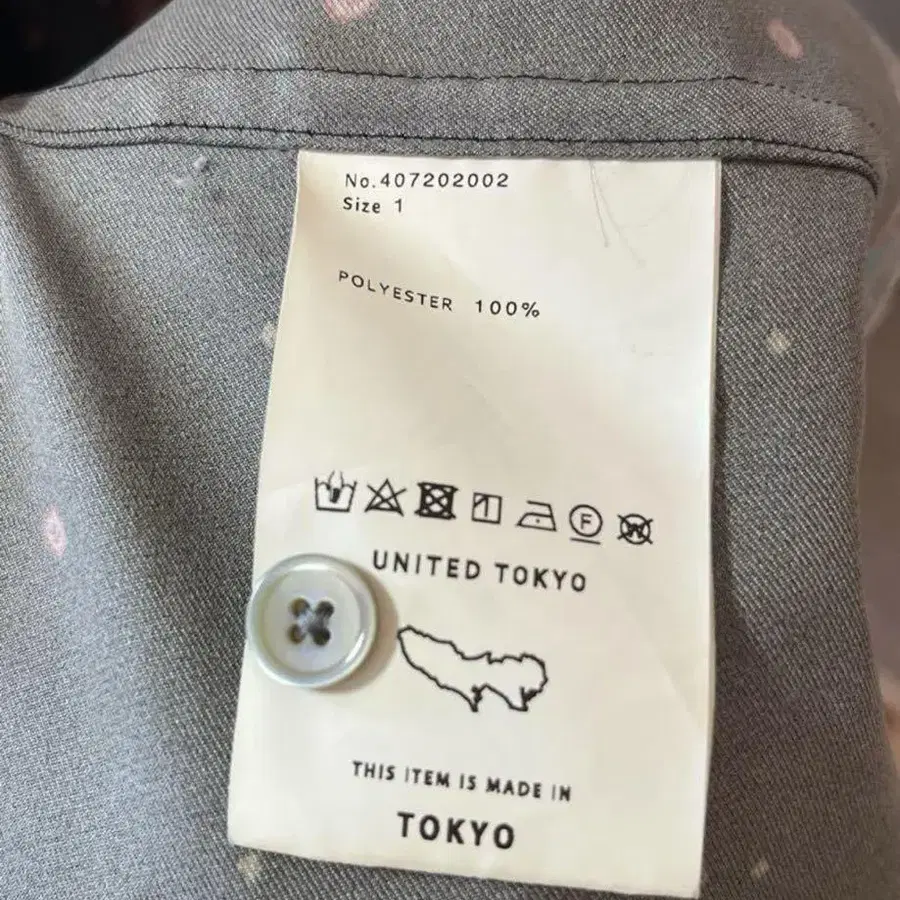 No.407202002
Size 1
POLYESTER 100%
F
W
UNITED TOKYO
THIS ITEM IS MADE IN
TOKYO